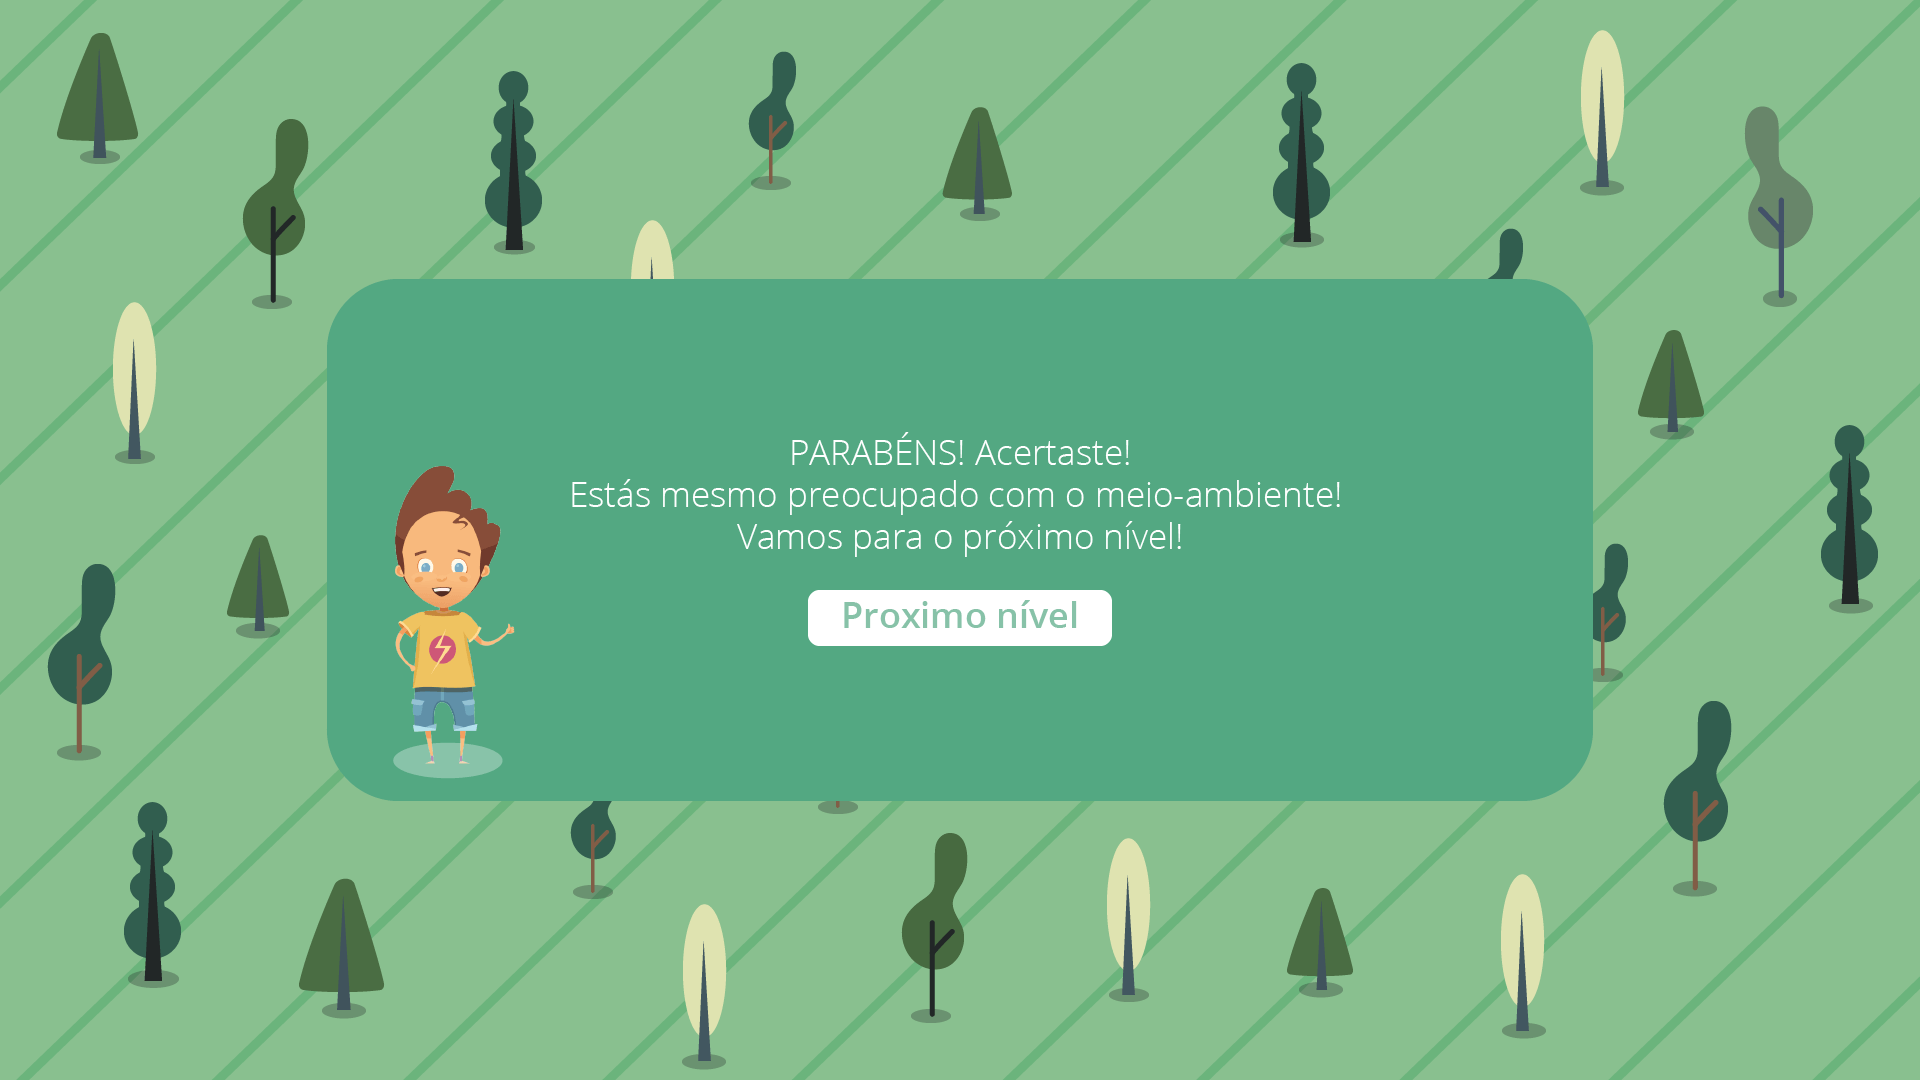 PARABÉNS! Acertaste!
Estás mesmo preocupado com o meio-ambiente!
Vamos para o próximo nível!
Proximo nível